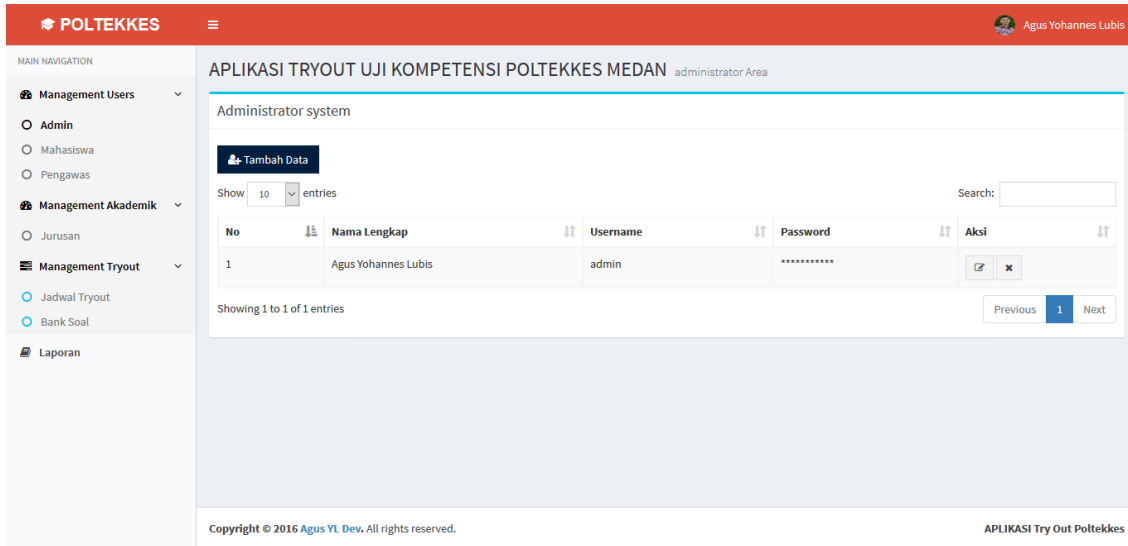 POLTEKKES
Agus Yohannes Lubis
MAIN NAVIGATION
Management Users
Admin
Mahasiswa
Pengawas
Management Akademik
Jurusan
Management Tryout
Jadwal Tryout
Bank Soal
Laporan
APLIKASI TRYOUT UJI KOMPETENSI POLTEKKES MEDAN administrator Area
Administrator system
Tambah Data
Show 10 entries
Search:
No Nama Lengkap Username Password Aksi
1 Agus Yohannes Lubis admin ***********
Showing 1 to 1 of 1 entries
Previous 1 Next
Copyright © 2016 Agus YL Dev. All rights reserved.
APLIKASI Try Out Poltekkes